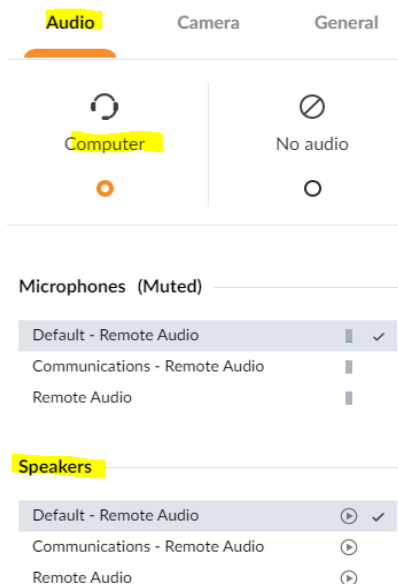 Audio Camera General
Computer No audio
Microphones (Muted)
Default - Remote Audio
Communications - Remote Audio
Remote Audio
Speakers
Default - Remote Audio
Communications - Remote Audio
Remote Audio